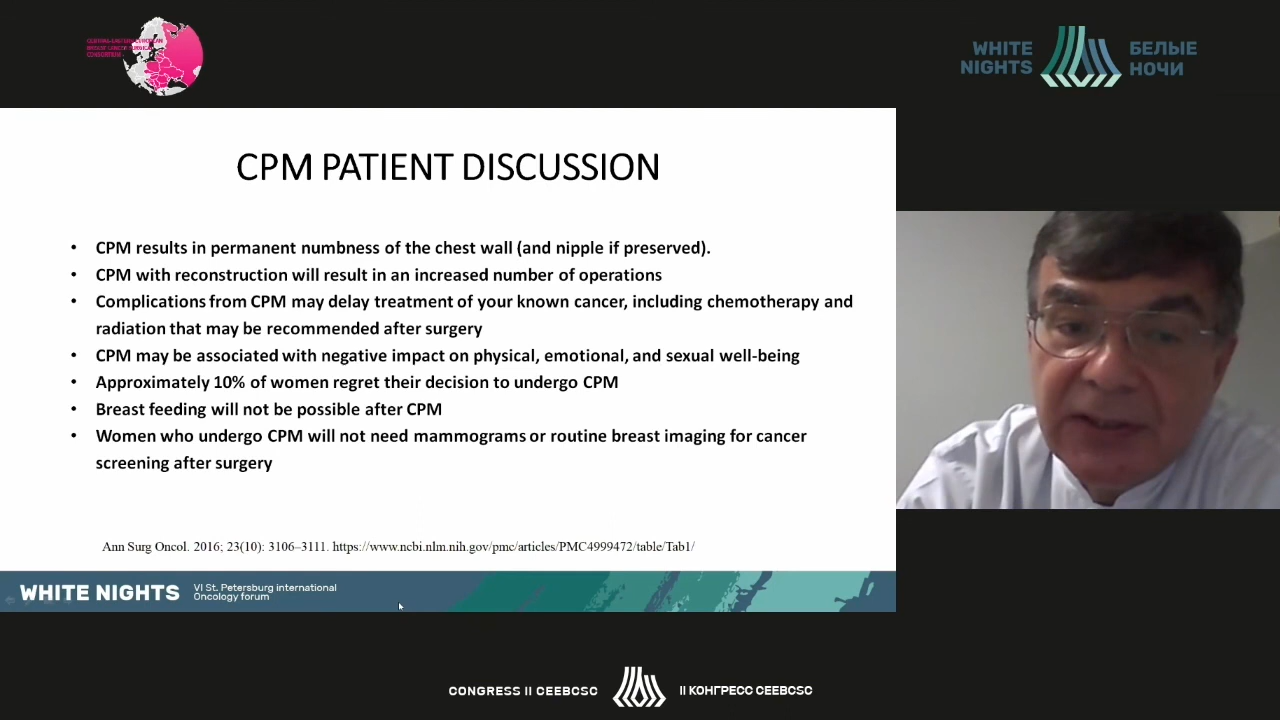 CENTRAL-EASTERN EUROPEAN
BREAST CANCER SURGICAL
CONSORTIUM
WHITE
NIGHTS
БЕЛЫЕ
НОЧИ
CPM PATIENT DISCUSSION
• CPM results in permanent numbness of the chest wall (and nipple if preserved).
• CPM with reconstruction will result in an increased number of operations
• Complications from CPM may delay treatment of your known cancer, including chemotherapy and
radiation that may be recommended after surgery
• CPM may be associated with negative impact on physical, emotional, and sexual well-being
• Approximately 10% of women regret their decision to undergo CPM
• Breast feeding will not be possible after CPM
• Women who undergo CPM will not need mammograms or routine breast imaging for cancer
screening after surgery
Ann Surg Oncol. 2016; 23(10): 3106–3111. https://www.ncbi.nlm.nih.gov/pmc/articles/PMC4999472/table/Tab1/
WHITE NIGHTS
VI St. Petersburg international
Oncology forum
CONGRESS II CEEBCSC
II КОНГРЕСС CEEBCSC